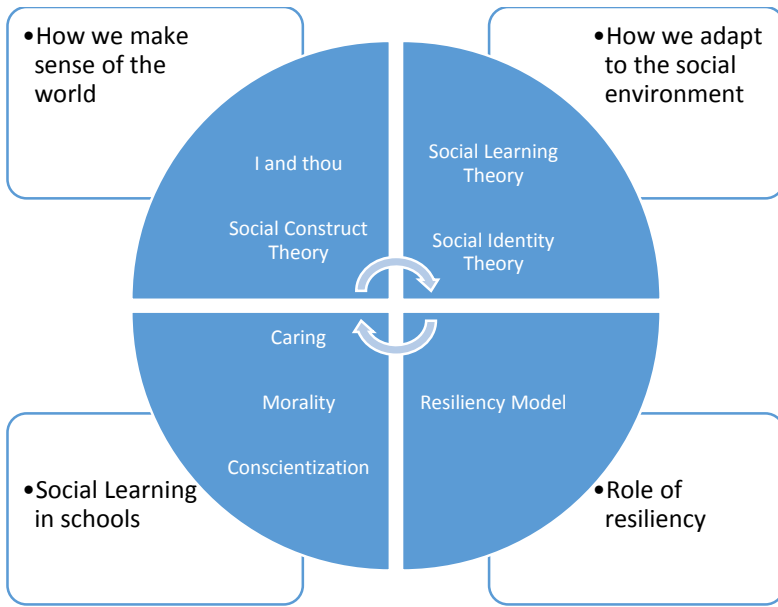 •How we make
sense of the
world
•How we adapt
to the social
environment
I and thou
Social Construct
Theory
Social Learning
Theory
Social Identity
Theory
Caring
Morality
Conscientization
Resiliency Model
•Social Learning
in schools
•Role of
resiliency